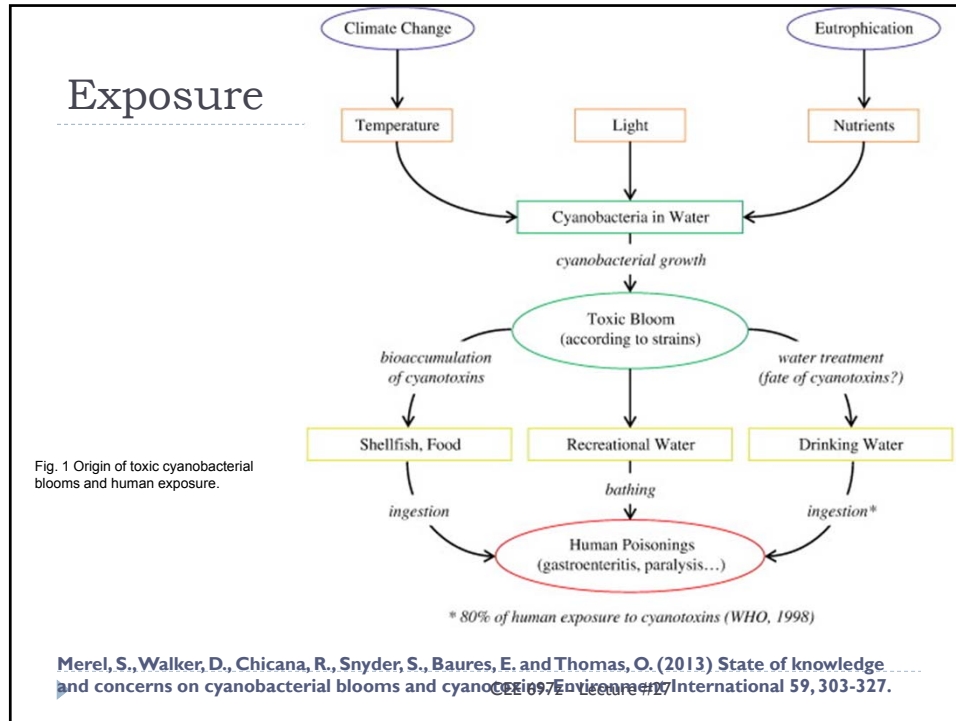 Exposure
Climate Change
Eutrophication
Temperature
Light
Nutrients
Cyanobacteria in Water
cyanobacterial growth
Toxic Bloom
(according to strains)
bioaccumulation
of cyanotoxins
water treatment
(fate of cyanotoxins?)
Shellfish, Food
Recreational Water
Drinking Water
Fig. 1 Origin of toxic cyanobacterial
blooms and human exposure.
ingestion
bathing
ingestion*
Human Poisonings
(gastroenteritis, paralysis…)
* 80% of human exposure to cyanotoxins (WHO, 1998)
Merel, S., Walker, D., Chicana, R., Snyder, S., Baures, E. and Thomas, O. (2013) State of knowledge
and concerns on cyanobacterial blooms and cyanotoxins. Environment International 59, 303-327.
CEE 697z - Lecture #27